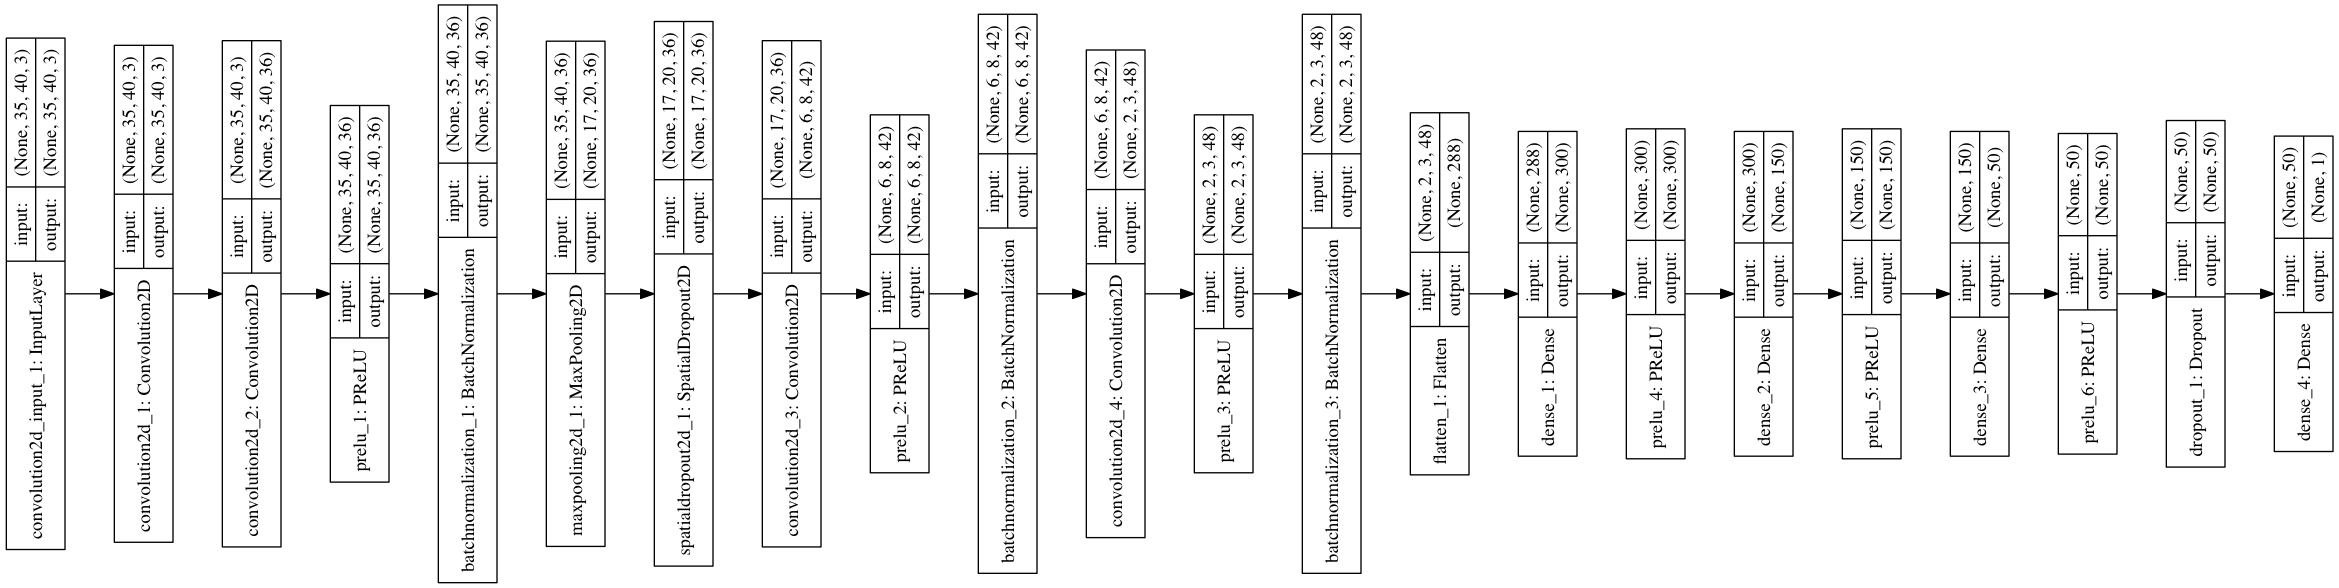 convolution2d_input_1: InputLayer
input:
(None, 35, 40, 3)
output:
(None, 35, 40, 3)
convolution2d_1: Convolution2D
input:
(None, 35, 40, 3)
output:
(None, 35, 40, 3)
convolution2d_2: Convolution2D
input:
(None, 35, 40, 3)
output:
(None, 35, 40, 36)
prelu_1: PReLU
input:
(None, 35, 40, 36)
output:
(None, 35, 40, 36)
batchnormalization_1: BatchNormalization
input:
(None, 35, 40, 36)
output:
(None, 35, 40, 36)
maxpooling2d_1: MaxPooling2D
input:
(None, 35, 40, 36)
output:
(None, 17, 20, 36)
spatialdropout2d_1: SpatialDropout2D
input:
(None, 17, 20, 36)
output:
(None, 17, 20, 36)
convolution2d_3: Convolution2D
input:
(None, 17, 20, 36)
output:
(None, 6, 8, 42)
prelu_2: PReLU
input:
(None, 6, 8, 42)
output:
(None, 6, 8, 42)
batchnormalization_2: BatchNormalization
input:
(None, 6, 8, 42)
output:
(None, 6, 8, 42)
convolution2d_4: Convolution2D
input:
(None, 6, 8, 42)
output:
(None, 2, 3, 48)
prelu_3: PReLU
input:
(None, 2, 3, 48)
output:
(None, 2, 3, 48)
batchnormalization_3: BatchNormalization
input:
(None, 2, 3, 48)
output:
(None, 2, 3, 48)
flatten_1: Flatten
input:
(None, 2, 3, 48)
output:
(None, 288)
dense_1: Dense
input:
(None, 288)
output:
(None, 300)
prelu_4: PReLU
input:
(None, 300)
output:
(None, 300)
dense_2: Dense
input:
(None, 300)
output:
(None, 150)
prelu_5: PReLU
input:
(None, 150)
output:
(None, 150)
dense_3: Dense
input:
(None, 150)
output:
(None, 50)
prelu_6: PReLU
input:
(None, 50)
output:
(None, 50)
dropout_1: Dropout
input:
(None, 50)
output:
(None, 50)
dense_4: Dense
input:
(None, 50)
output:
(None, 1)